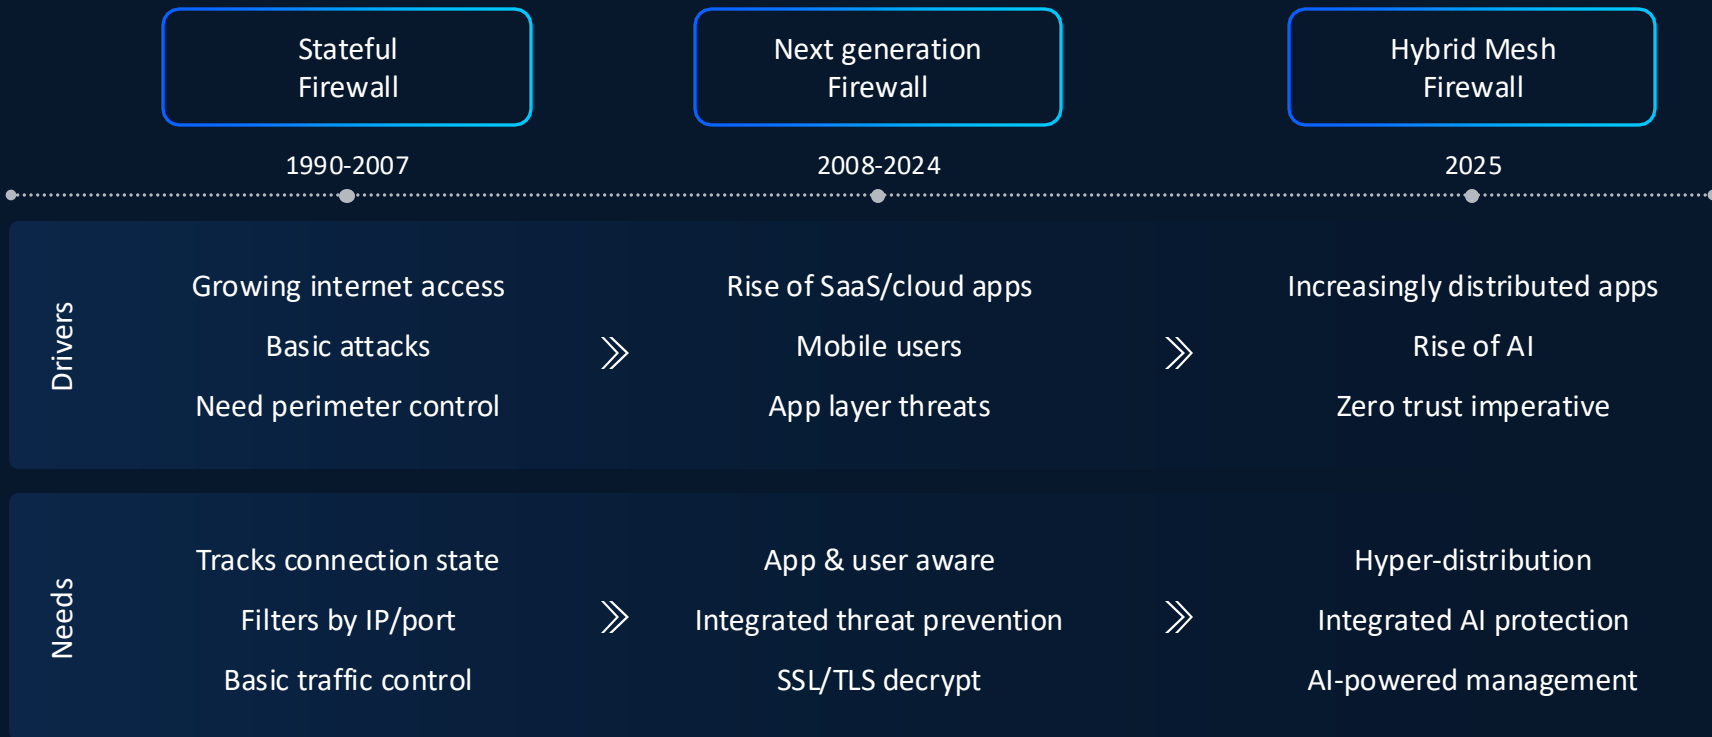 Stateful
Firewall
Next generation
Firewall
Hybrid Mesh
Firewall
1990-2007
2008-2024
2025
Drivers
Growing internet access
Basic attacks
Need perimeter control
Rise of SaaS/cloud apps
Mobile users
App layer threats
Increasingly distributed apps
Rise of AI
Zero trust imperative
Needs
Tracks connection state
Filters by IP/port
Basic traffic control
App & user aware
Integrated threat prevention
SSL/TLS decrypt
Hyper-distribution
Integrated AI protection
AI-powered management